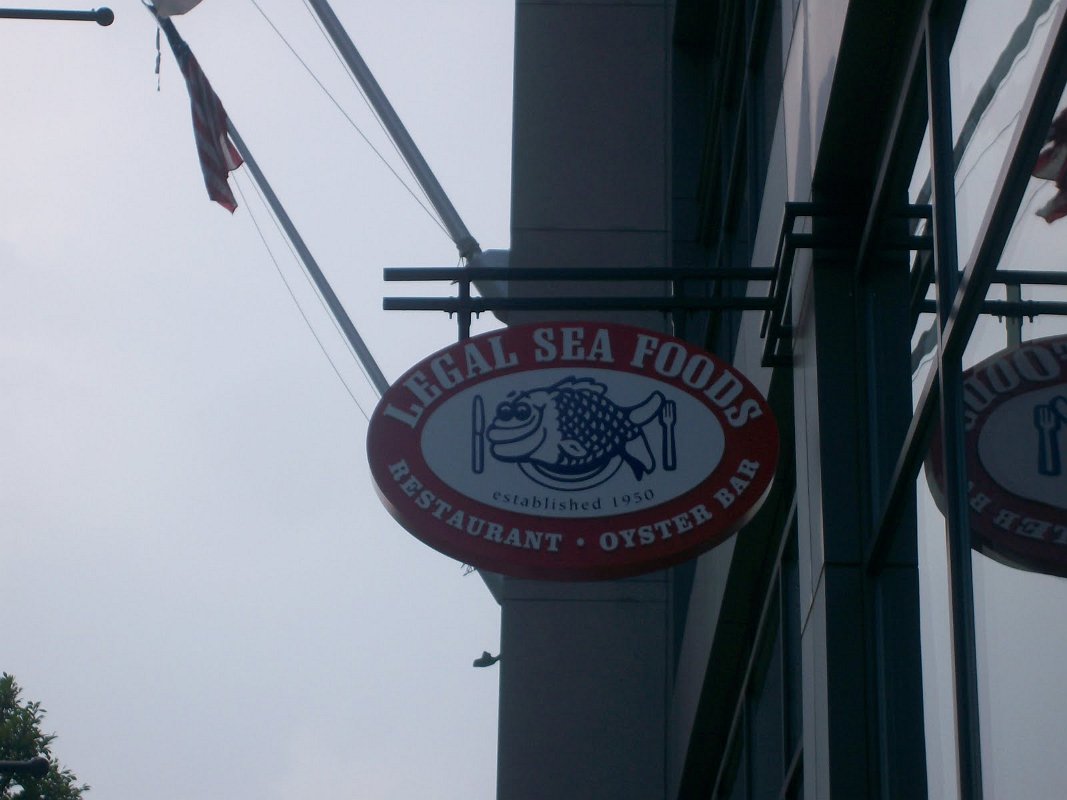 LEGAL SEA FOODS
established 1950
RESTAURANT • OYSTER BAR